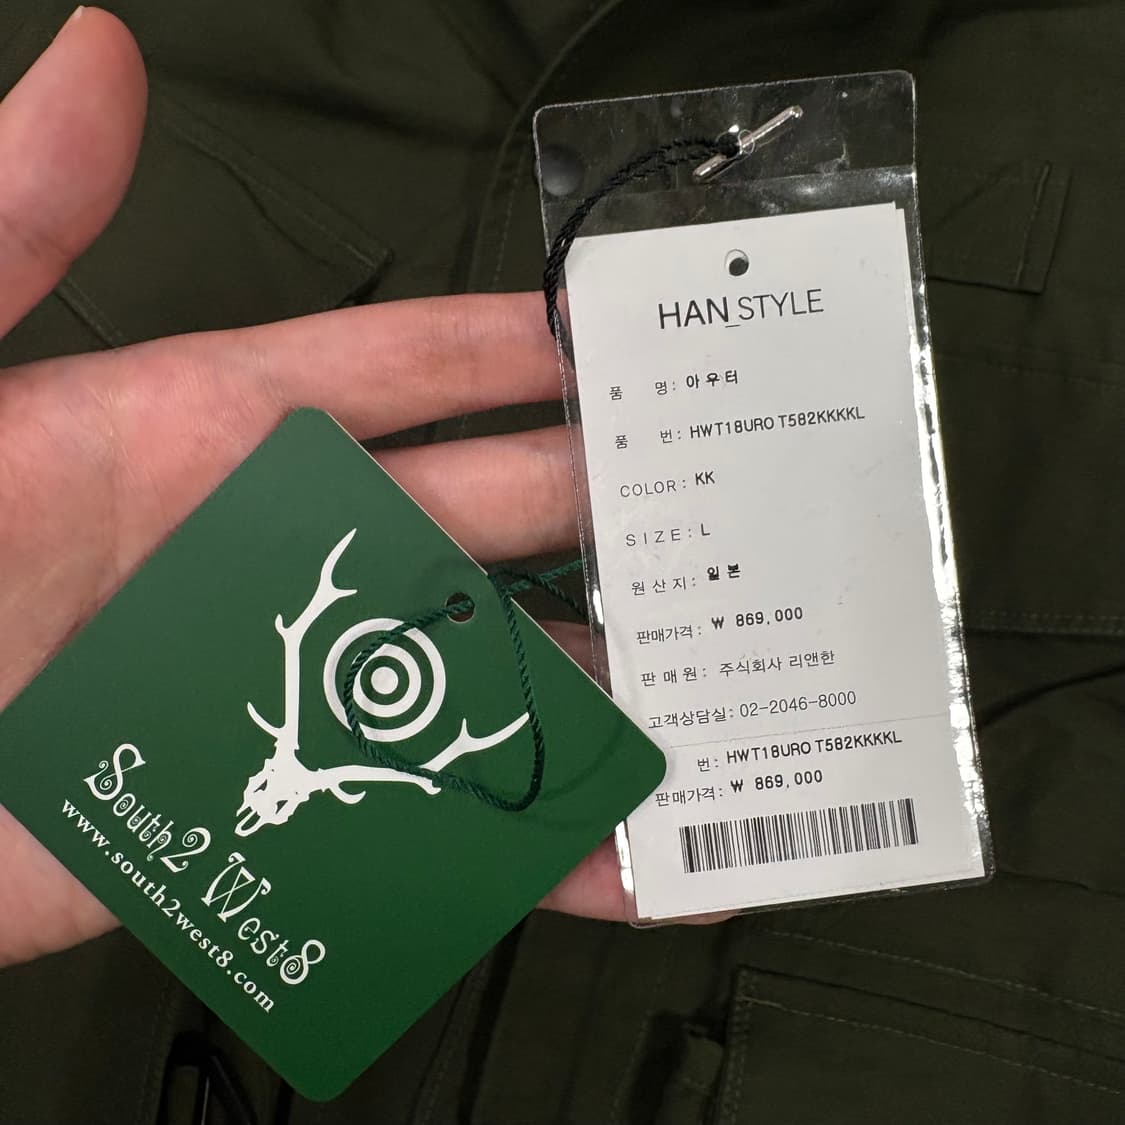 HAN_STYLE
품 명: 아우터
품 번: HWT18URO T582KKKKL
COLOR: KK
SIZE: L
원산지: 일본
판매가격: ₩ 869,000
판매원: 주식회사 리앤한
고객상담실: 02-2046-8000
번: HWT18URO T582KKKKL
판매가격: ₩ 869,000
South2 West8
www.south2west8.com